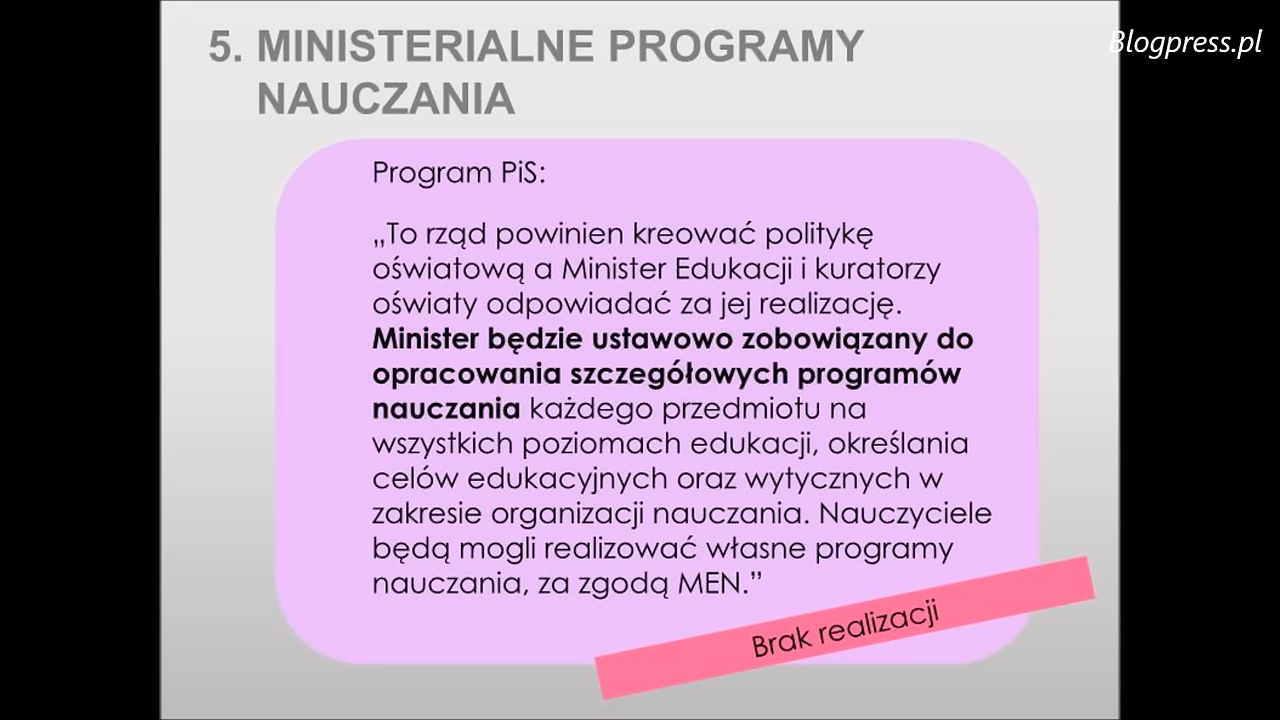 5. MINISTERIALNE PROGRAMY
NAUCZANIA
Blogpress.pl
Program PiS:
„To rząd powinien kreować politykę
oświatową a Minister Edukacji i kuratorzy
oświaty odpowiadać za jej realizację.
Minister będzie ustawowo zobowiązany do
opracowania szczegółowych programów
nauczania każdego przedmiotu na
wszystkich poziomach edukacji, określania
celów edukacyjnych oraz wytycznych w
zakresie organizacji nauczania. Nauczyciele
będą mogli realizować własne programy
nauczania, za zgodą MEN.”
Brak realizacji